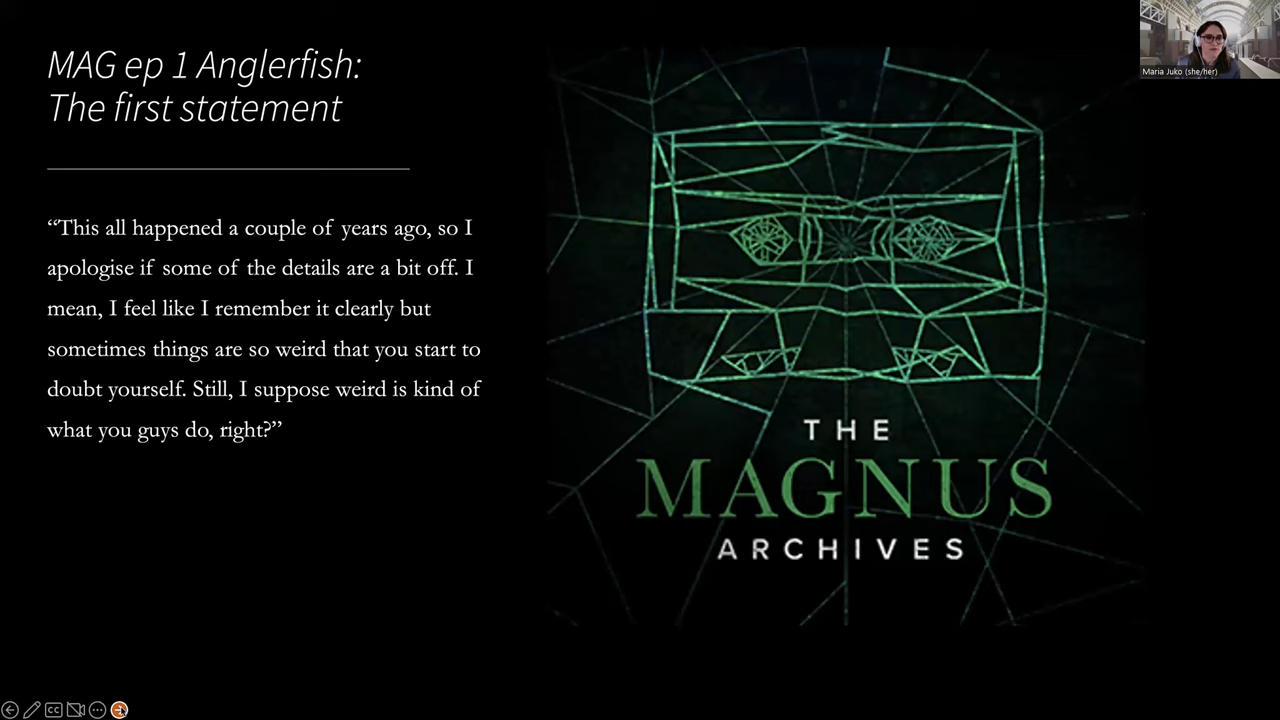 MAG ep 1 Anglerfish:
The first statement
“This all happened a couple of years ago, so I
apologise if some of the details are a bit off. I
mean, I feel like I remember it clearly but
sometimes things are so weird that you start to
doubt yourself. Still, I suppose weird is kind of
what you guys do, right?”
THE
MAGNUS
ARCHIVES
Maria Juko (she/her)
CC